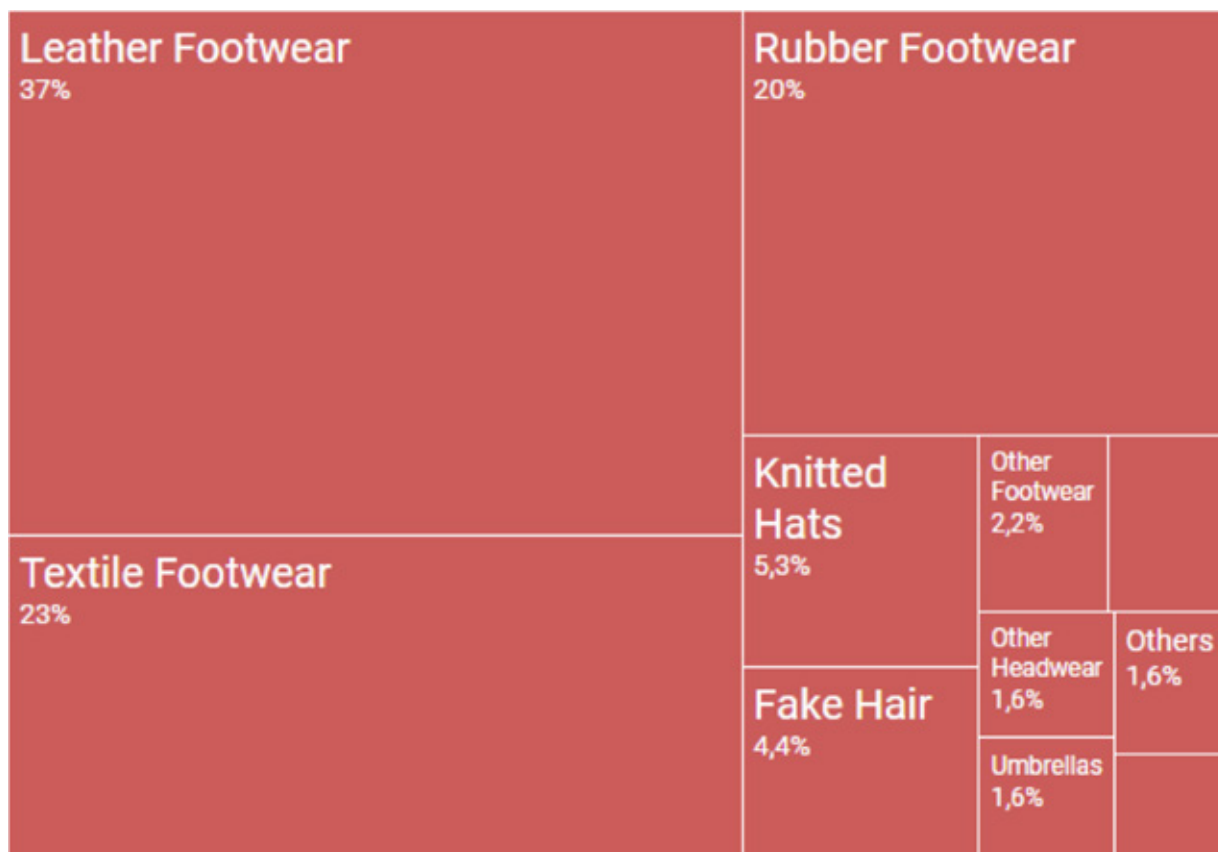 Leather Footwear
37%
Rubber Footwear
20%
Textile Footwear
23%
Knitted
Hats
5,3%
Fake Hair
4,4%
Other
Footwear
2,2%
Other
Headwear
1,6%
Others
1,6%
Umbrellas
1,6%